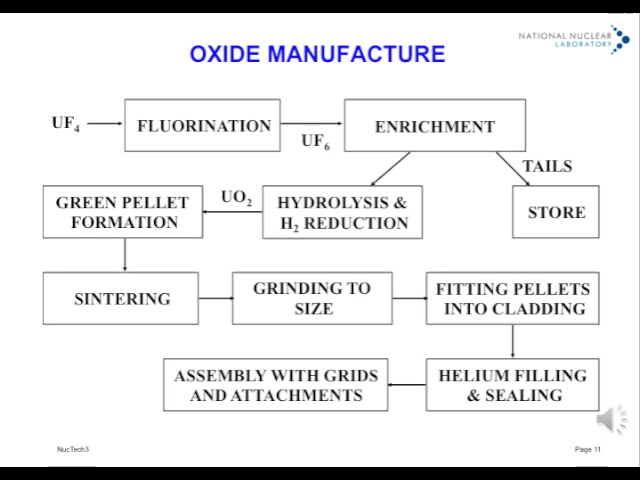 NATIONAL NUCLEAR
LABORATORY
OXIDE MANUFACTURE
UF₄
FLUORINATION
UF₆
ENRICHMENT
TAILS
STORE
HYDROLYSIS &
H₂ REDUCTION
UO₂
GREEN PELLET
FORMATION
SINTERING
GRINDING TO
SIZE
FITTING PELLETS
INTO CLADDING
HELIUM FILLING
& SEALING
ASSEMBLY WITH GRIDS
AND ATTACHMENTS
NucTech3
Page 11